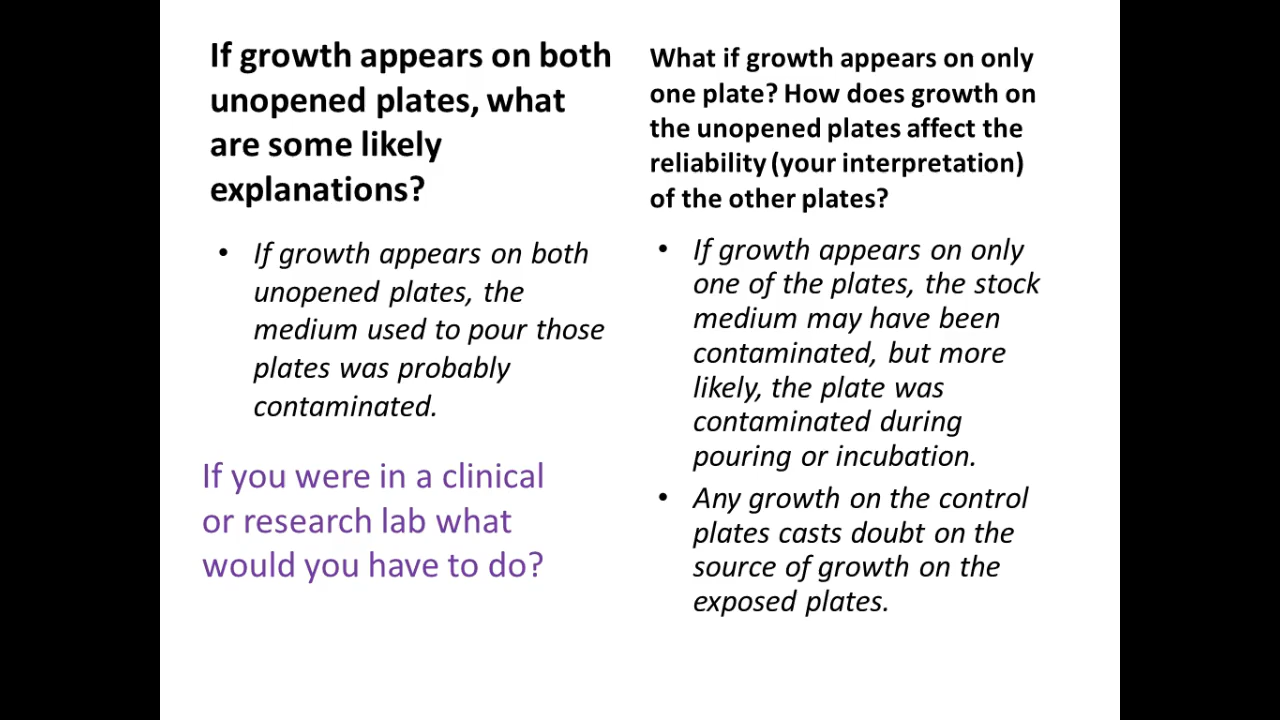 If growth appears on both
unopened plates, what
are some likely
explanations?
• If growth appears on both
unopened plates, the
medium used to pour those
plates was probably
contaminated.
If you were in a clinical
or research lab what
would you have to do?
What if growth appears on only
one plate? How does growth on
the unopened plates affect the
reliability (your interpretation)
of the other plates?
• If growth appears on only
one of the plates, the stock
medium may have been
contaminated, but more
likely, the plate was
contaminated during
pouring or incubation.
• Any growth on the control
plates casts doubt on the
source of growth on the
exposed plates.